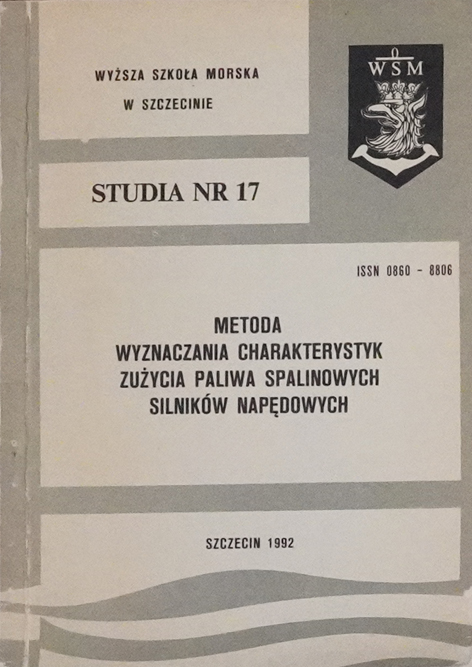 WYŻSZA SZKOŁA MORSKA
W SZCZECINIE
WSM
STUDIA NR 17
ISSN 0860 - 8806
METODA
WYZNACZANIA CHARAKTERYSTYK
ZUŻYCIA PALIWA SPALINOWYCH
SILNIKÓW NAPĘDOWYCH
SZCZECIN 1992